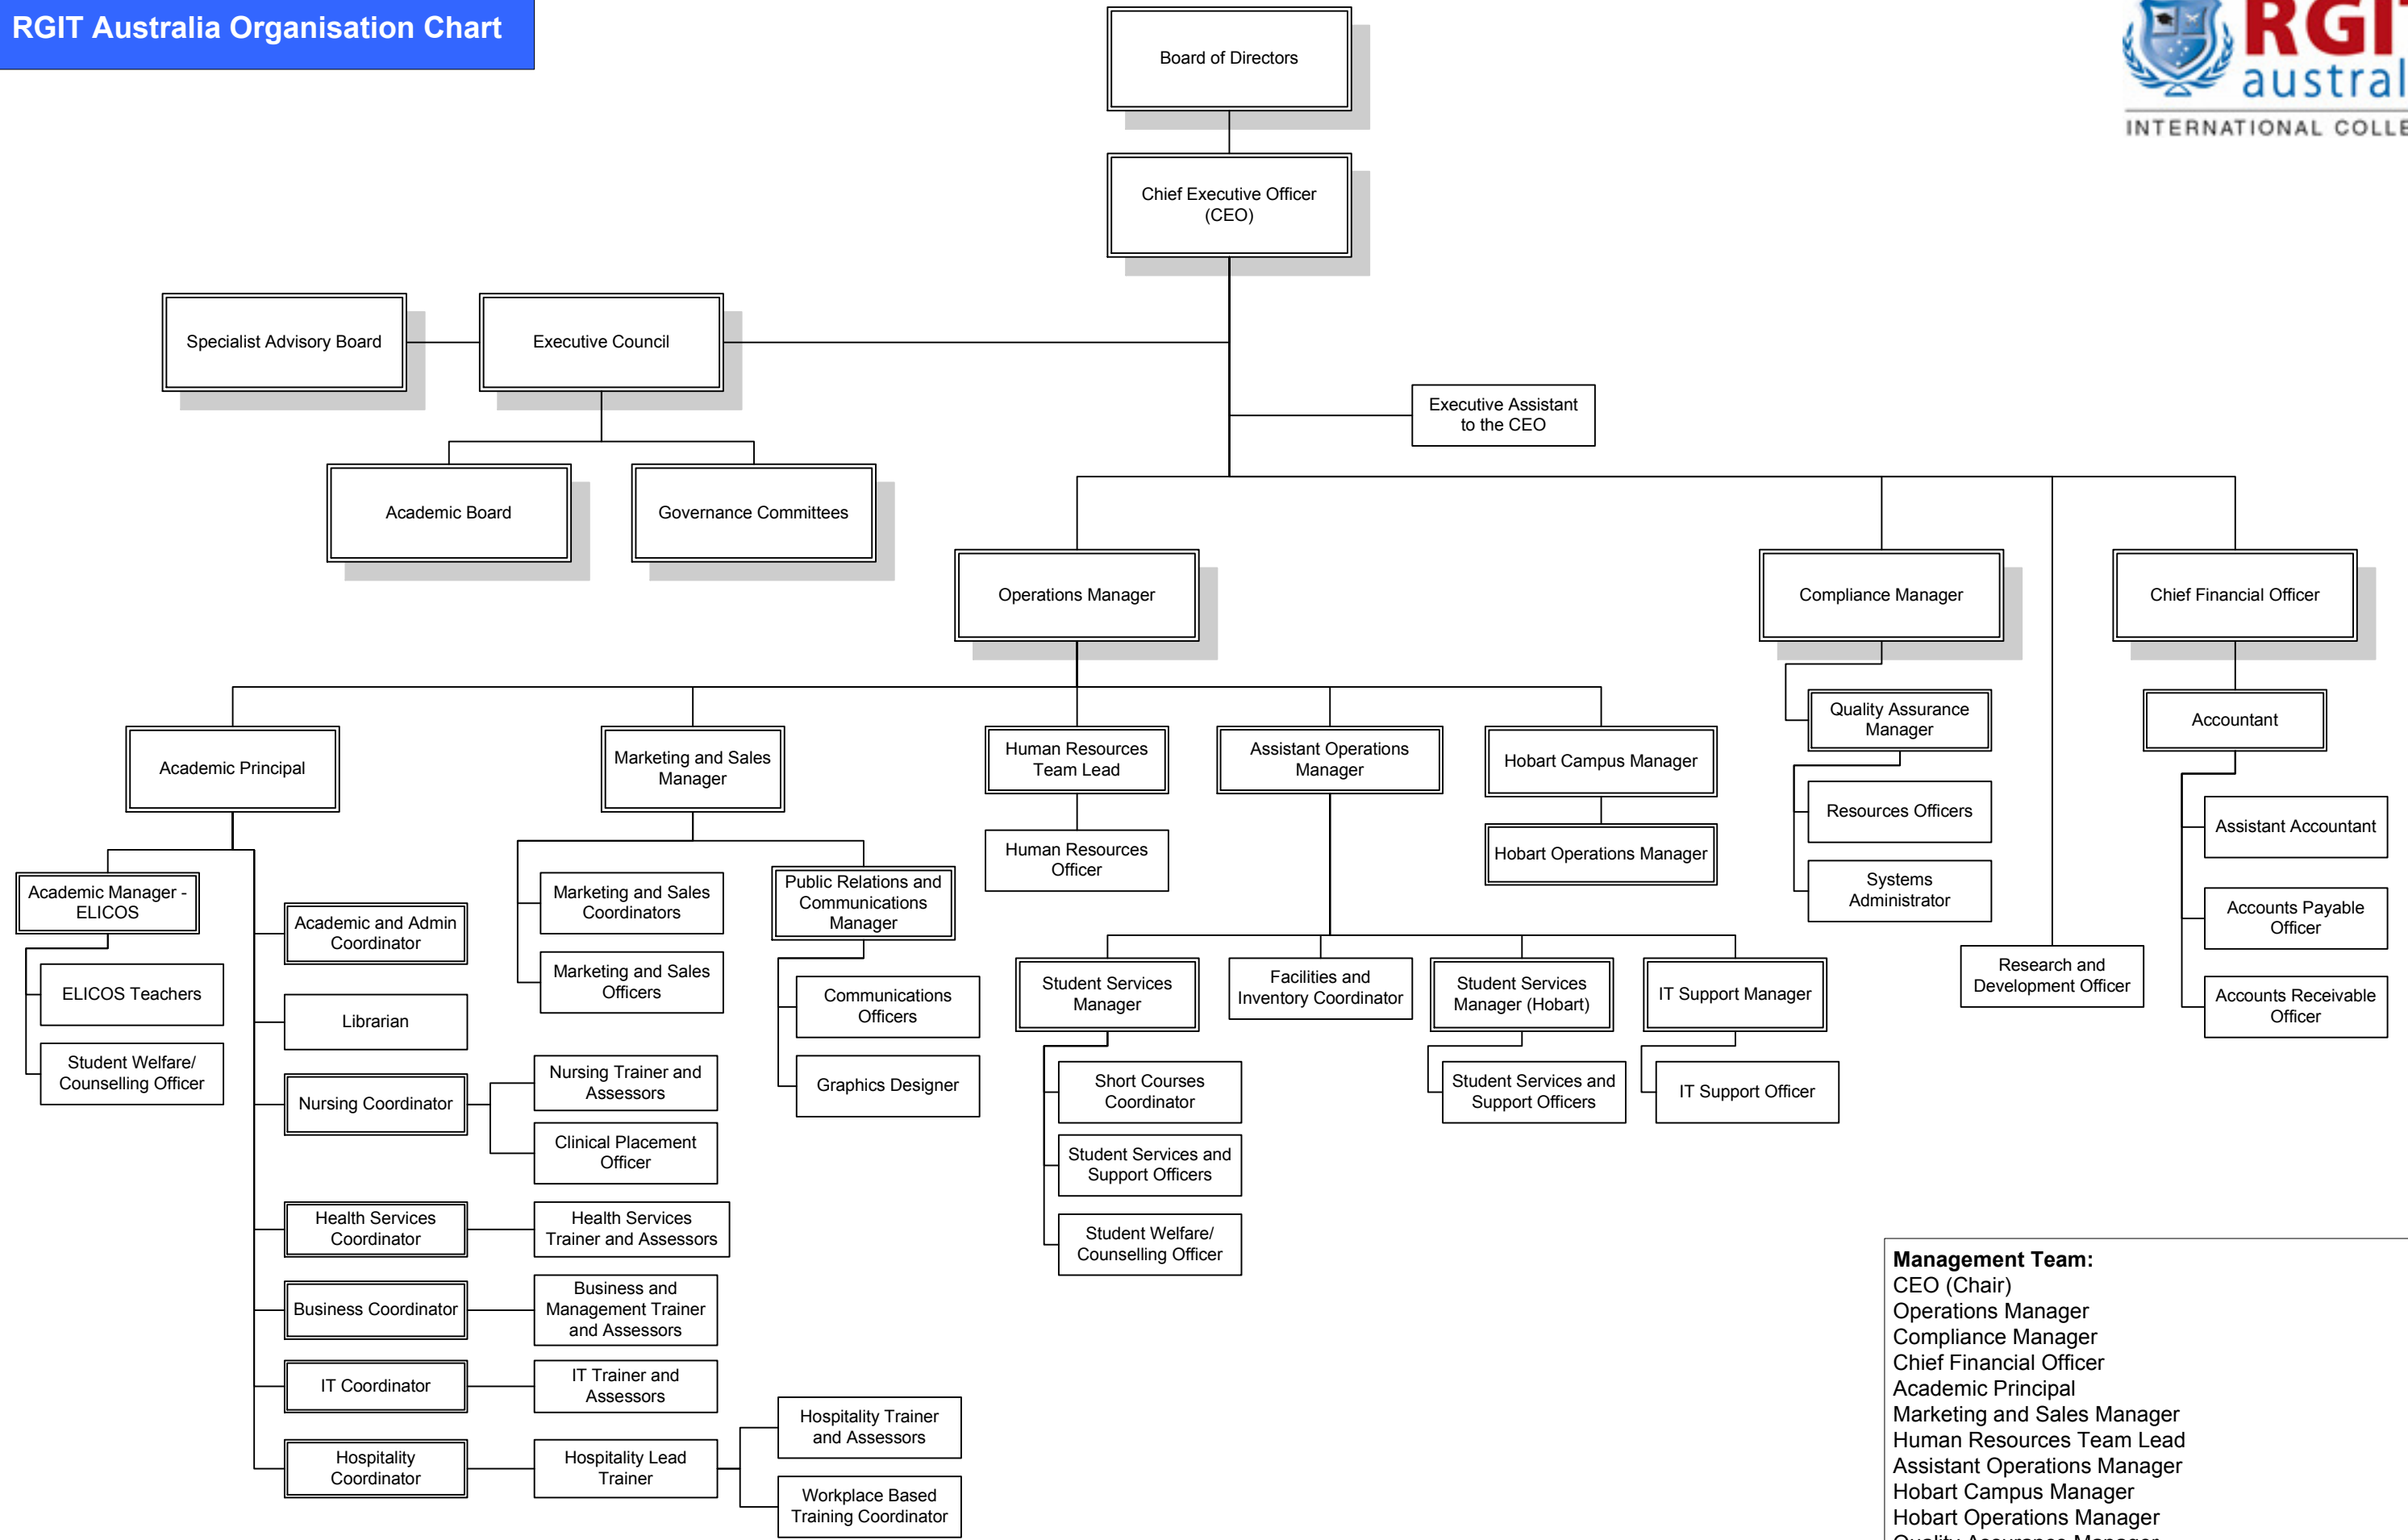 RGIT Australia Organisation Chart
RGIT
austral
INTERNATIONAL COLLE
Board of Directors
Chief Executive Officer
(CEO)
Specialist Advisory Board
Executive Council
Executive Assistant
to the CEO
Academic Board
Governance Committees
Operations Manager
Compliance Manager
Chief Financial Officer
Academic Principal
Marketing and Sales
Manager
Human Resources
Team Lead
Assistant Operations
Manager
Hobart Campus Manager
Quality Assurance
Manager
Accountant
Human Resources
Officer
Hobart Operations Manager
Resources Officers
Systems
Administrator
Assistant Accountant
Accounts Payable
Officer
Accounts Receivable
Officer
Research and
Development Officer
Academic Manager -
ELICOS
ELICOS Teachers
Student Welfare/
Counselling Officer
Academic and Admin
Coordinator
Librarian
Nursing Coordinator
Nursing Trainer and
Assessors
Clinical Placement
Officer
Health Services
Coordinator
Health Services
Trainer and Assessors
Business Coordinator
Business and
Management Trainer
and Assessors
IT Coordinator
IT Trainer and
Assessors
Hospitality
Coordinator
Hospitality Lead
Trainer
Hospitality Trainer
and Assessors
Workplace Based
Training Coordinator
Marketing and Sales
Coordinators
Marketing and Sales
Officers
Public Relations and
Communications
Manager
Communications
Officers
Graphics Designer
Student Services
Manager
Facilities and
Inventory Coordinator
Student Services
Manager (Hobart)
IT Support Manager
Short Courses
Coordinator
Student Services and
Support Officers
Student Welfare/
Counselling Officer
Student Services and
Support Officers
IT Support Officer
Management Team:
CEO (Chair)
Operations Manager
Compliance Manager
Chief Financial Officer
Academic Principal
Marketing and Sales Manager
Human Resources Team Lead
Assistant Operations Manager
Hobart Campus Manager
Hobart Operations Manager
Quality Assurance Manager